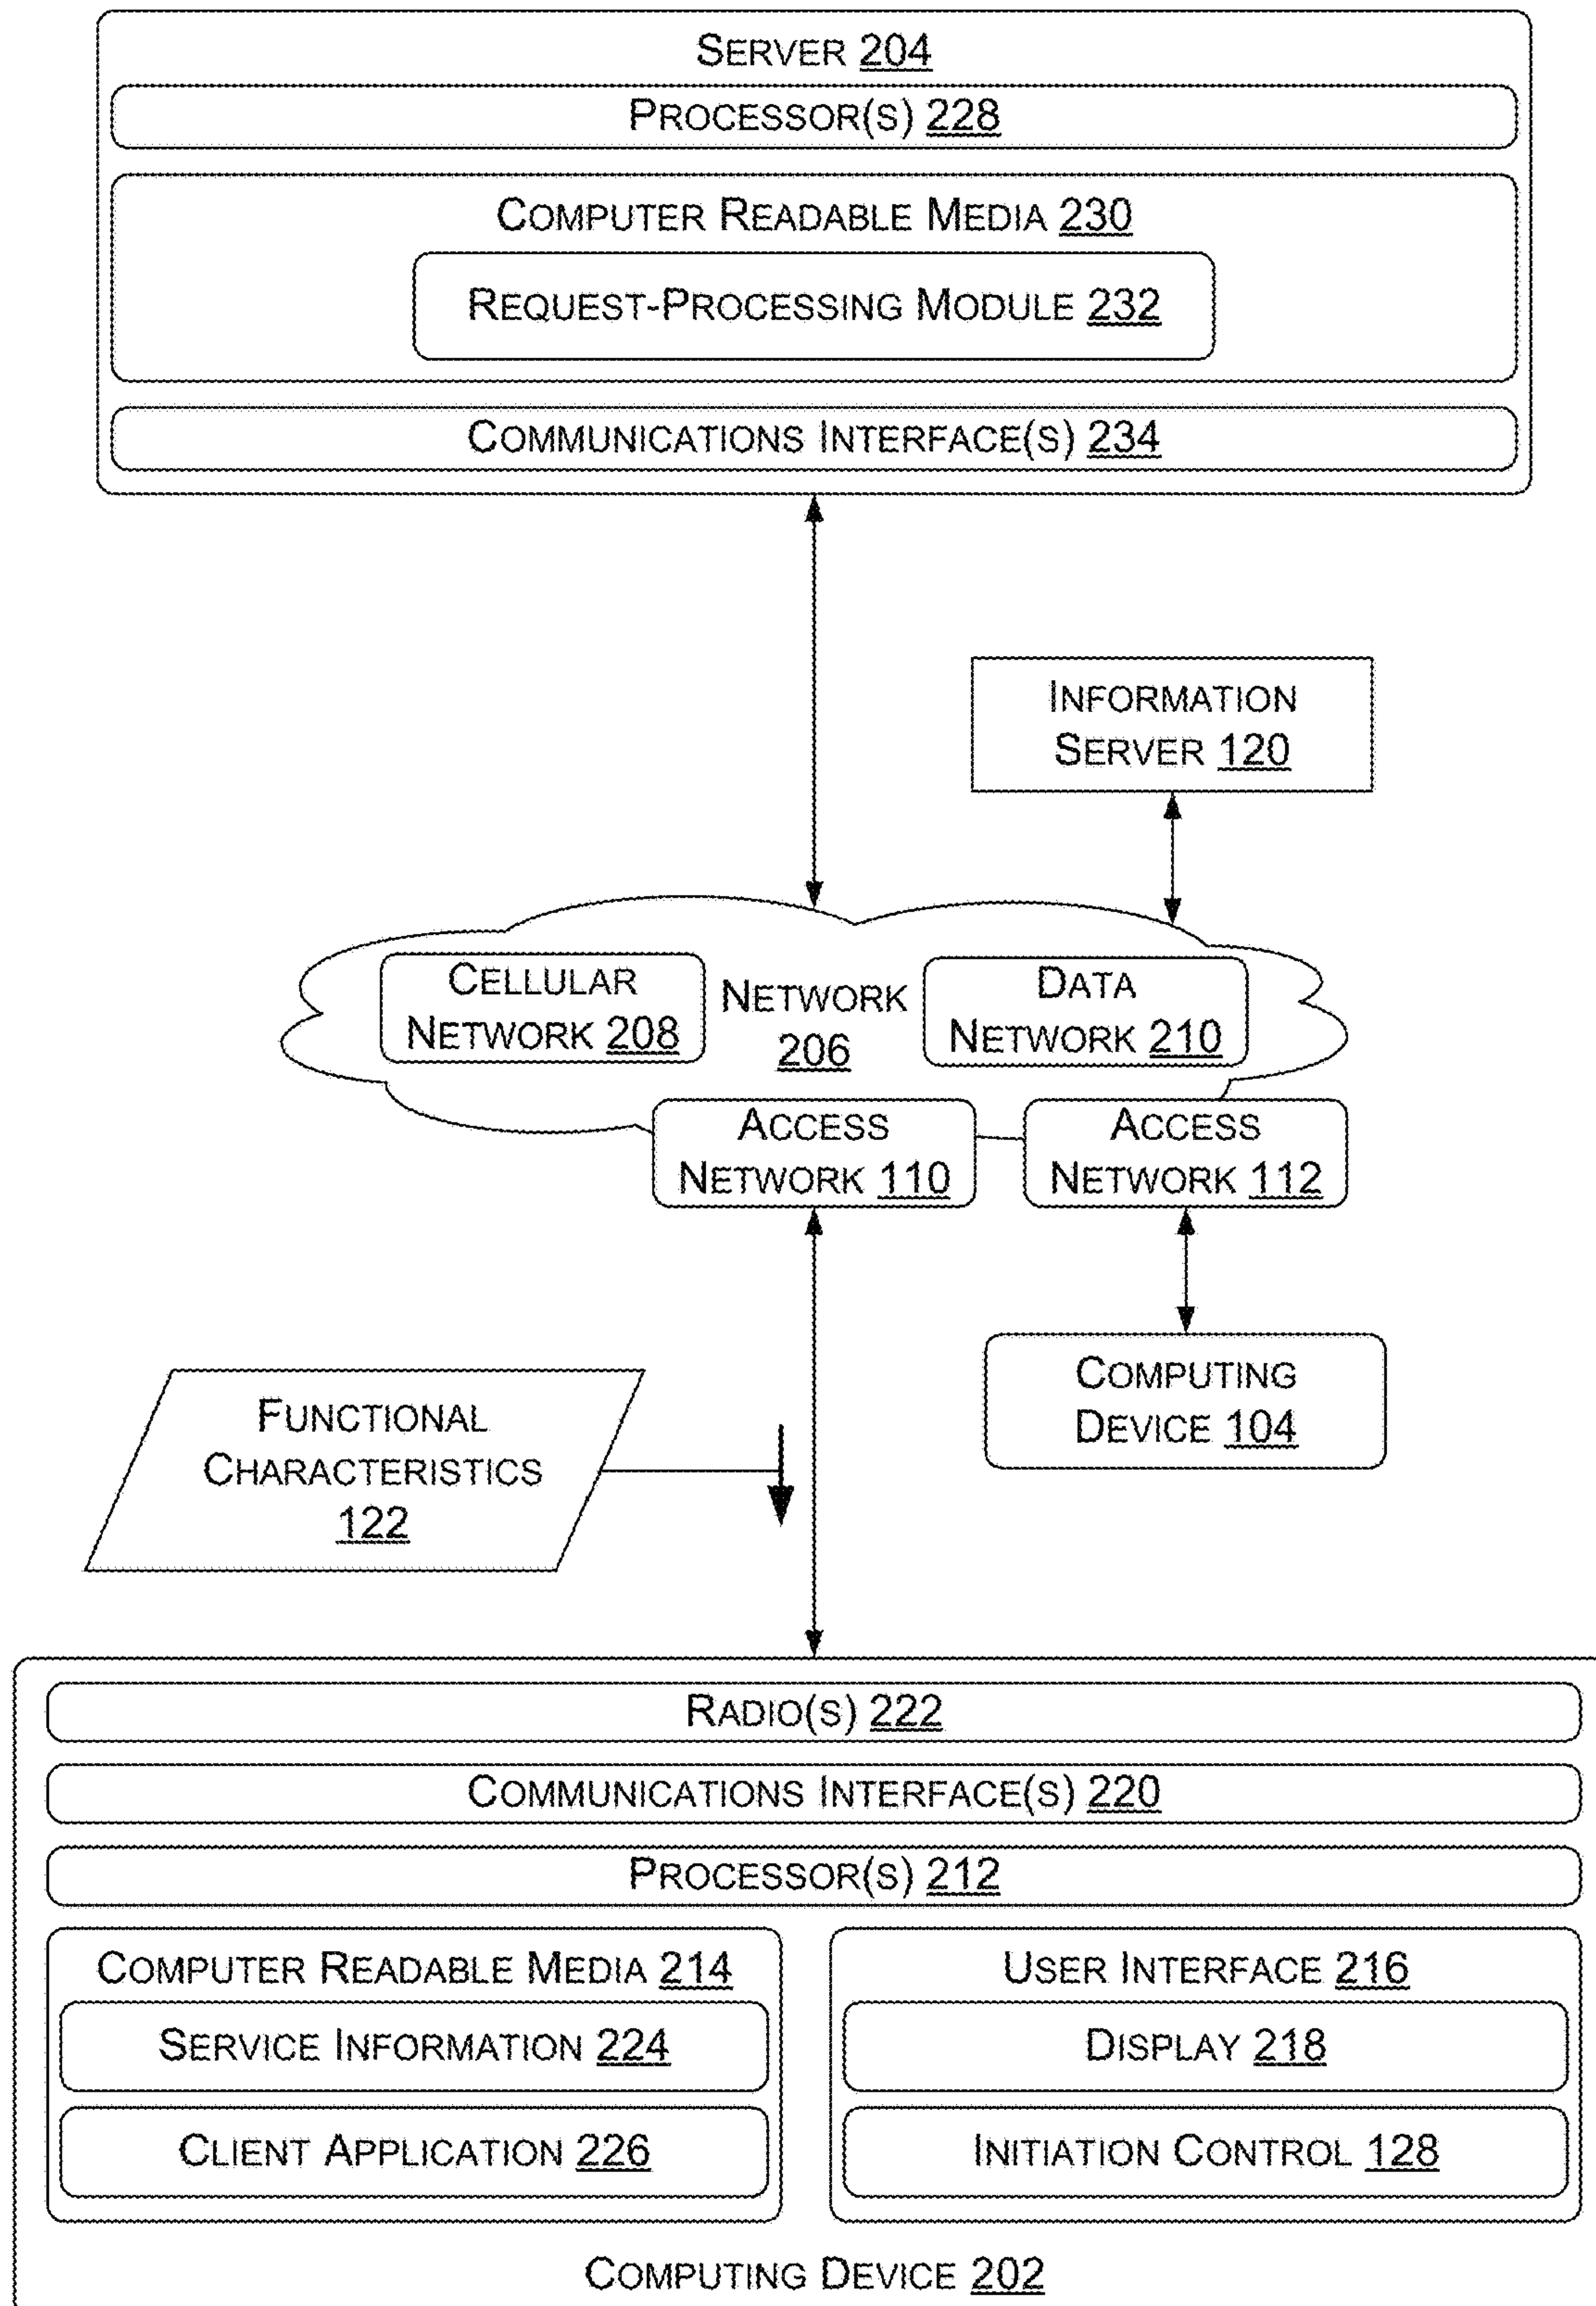 SERVER 204
PROCESSOR(S) 228
COMPUTER READABLE MEDIA 230
REQUEST-PROCESSING MODULE 232
COMMUNICATIONS INTERFACE(S) 234
INFORMATION
SERVER 120
CELLULAR
NETWORK 208
NETWORK
206
DATA
NETWORK 210
ACCESS
NETWORK 110
ACCESS
NETWORK 112
COMPUTING
DEVICE 104
FUNCTIONAL
CHARACTERISTICS
122
RADIO(S) 222
COMMUNICATIONS INTERFACE(S) 220
PROCESSOR(S) 212
COMPUTER READABLE MEDIA 214
SERVICE INFORMATION 224
CLIENT APPLICATION 226
USER INTERFACE 216
DISPLAY 218
INITIATION CONTROL 128
COMPUTING DEVICE 202